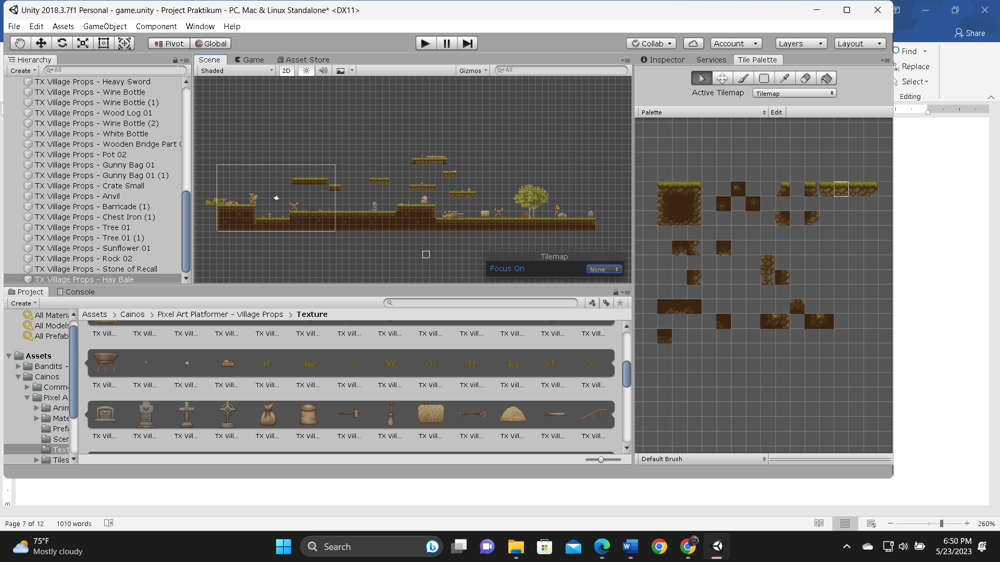 Unity 2018.3.7f1 Personal - game.unity - Project Praktikum - PC, Mac & Linux Standalone* <DX11>
File Edit Assets GameObject Component Window Help
Share
Pivot Global Collab Account Layers Layout
Find
Replace
Select
Editing
Hierarchy
Create All
TX Village Props - Heavy Sword
TX Village Props - Wine Bottle
TX Village Props - Wine Bottle (1)
TX Village Props - Wood Log 01
TX Village Props - Wine Bottle (2)
TX Village Props - White Bottle
TX Village Props - Wooden Bridge Part
TX Village Props - Pot 02
TX Village Props - Gunny Bag 01
TX Village Props - Gunny Bag 01 (1)
TX Village Props - Crate Small
TX Village Props - Anvil
TX Village Props - Barricade (1)
TX Village Props - Chest Iron (1)
TX Village Props - Tree 01
TX Village Props - Tree 01 (1)
TX Village Props - Sunflower 01
TX Village Props - Rock 02
TX Village Props - Stone of Recall
TX Village Props - Hay Bale
Scene Game Asset Store
Shaded 2D Gizmos All
Tilemap
Focus On None
Inspector Services Tile Palette
Active Tilemap Tilemap
Palette Edit
Default Brush
Project Console
Create
All Materi
All Models
All Prefab
Assets
Bandits -
Cainos
Comm
Pixel A
Anim
Mate
Prefa
Scer
Text
Tiles
Assets Cainos Pixel Art Platformer - Village Props Texture
TX Vill... TX Vill... TX Vill... TX Vill... TX Vill... TX Vill... TX Vill... TX Vill... TX Vill... TX Vill... TX Vill... TX Vill... TX Vill...
TX Vill... TX Vill... TX Vill... TX Vill... TX Vill... TX Vill... TX Vill... TX Vill... TX Vill... TX Vill... TX Vill... TX Vill... TX Vill...
TX Vill... TX Vill... TX Vill... TX Vill... TX Vill... TX Vill... TX Vill... TX Vill... TX Vill... TX Vill... TX Vill... TX Vill... TX Vill...
Page 7 of 12 1010 words 260%
75°F
Mostly cloudy
Search
6:50 PM
5/23/2023